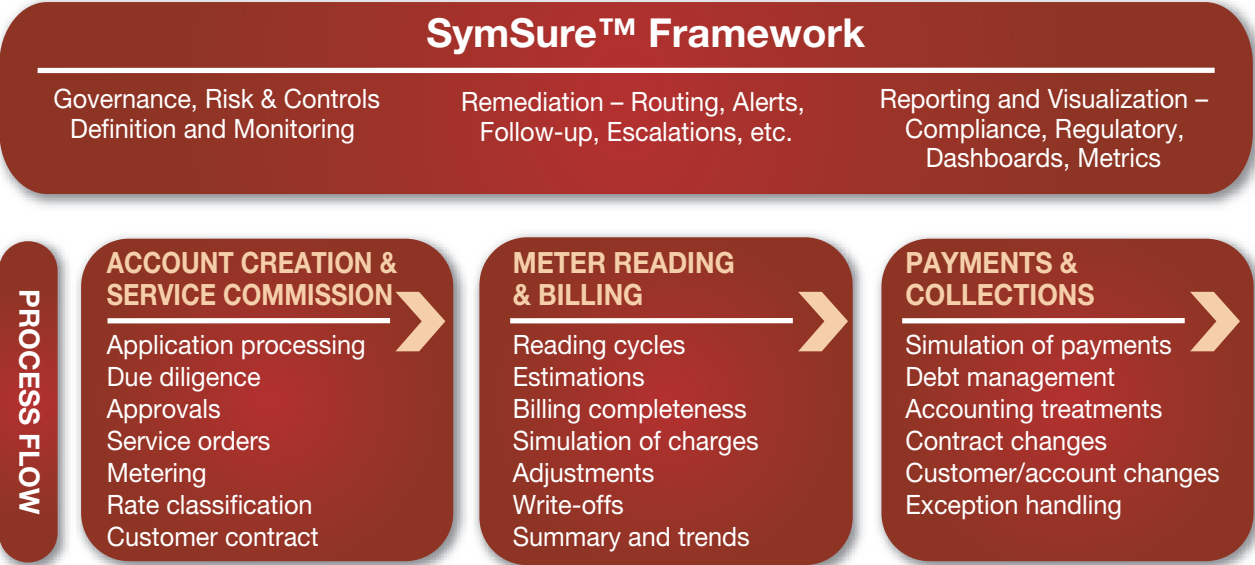 SymSure™ Framework
Governance, Risk & Controls
Definition and Monitoring
Remediation – Routing, Alerts,
Follow-up, Escalations, etc.
Reporting and Visualization –
Compliance, Regulatory,
Dashboards, Metrics
PROCESS FLOW
ACCOUNT CREATION &
SERVICE COMMISSION
Application processing
Due diligence
Approvals
Service orders
Metering
Rate classification
Customer contract
METER READING
& BILLING
Reading cycles
Estimations
Billing completeness
Simulation of charges
Adjustments
Write-offs
Summary and trends
PAYMENTS &
COLLECTIONS
Simulation of payments
Debt management
Accounting treatments
Contract changes
Customer/account changes
Exception handling